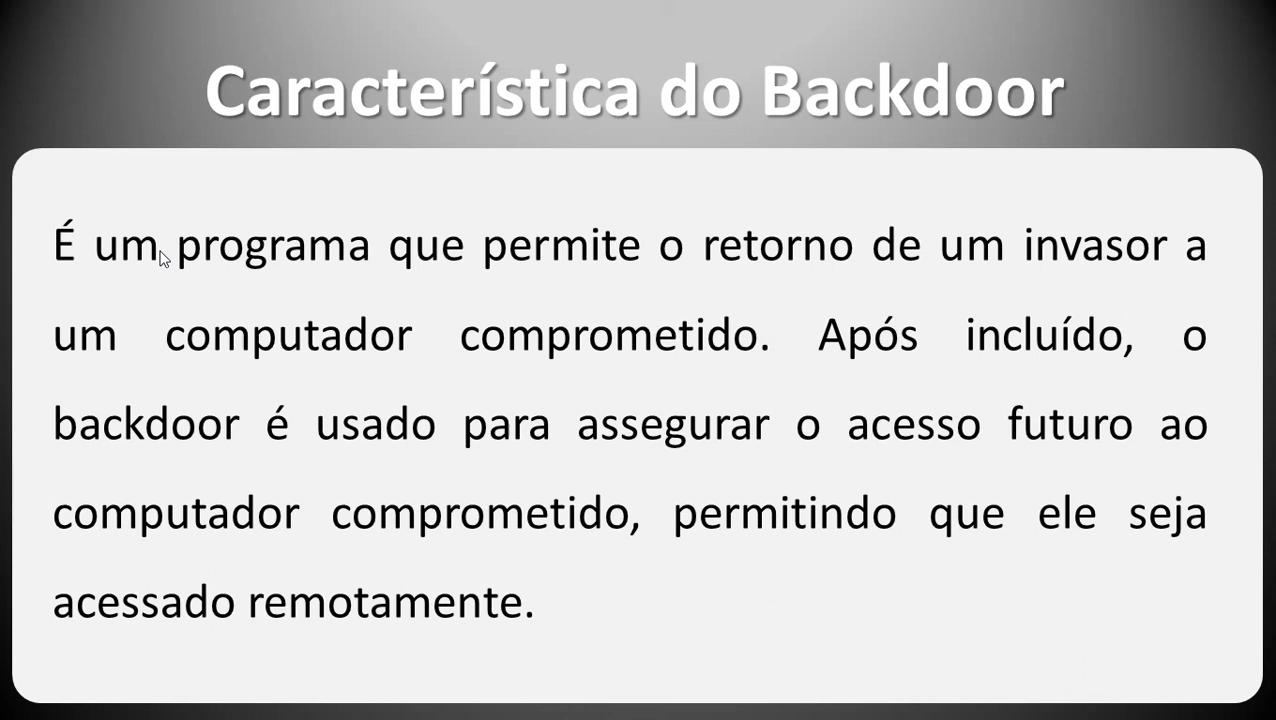 Característica do Backdoor
É um programa que permite o retorno de um invasor a
um computador comprometido. Após incluído, o
backdoor é usado para assegurar o acesso futuro ao
computador comprometido, permitindo que ele seja
acessado remotamente.